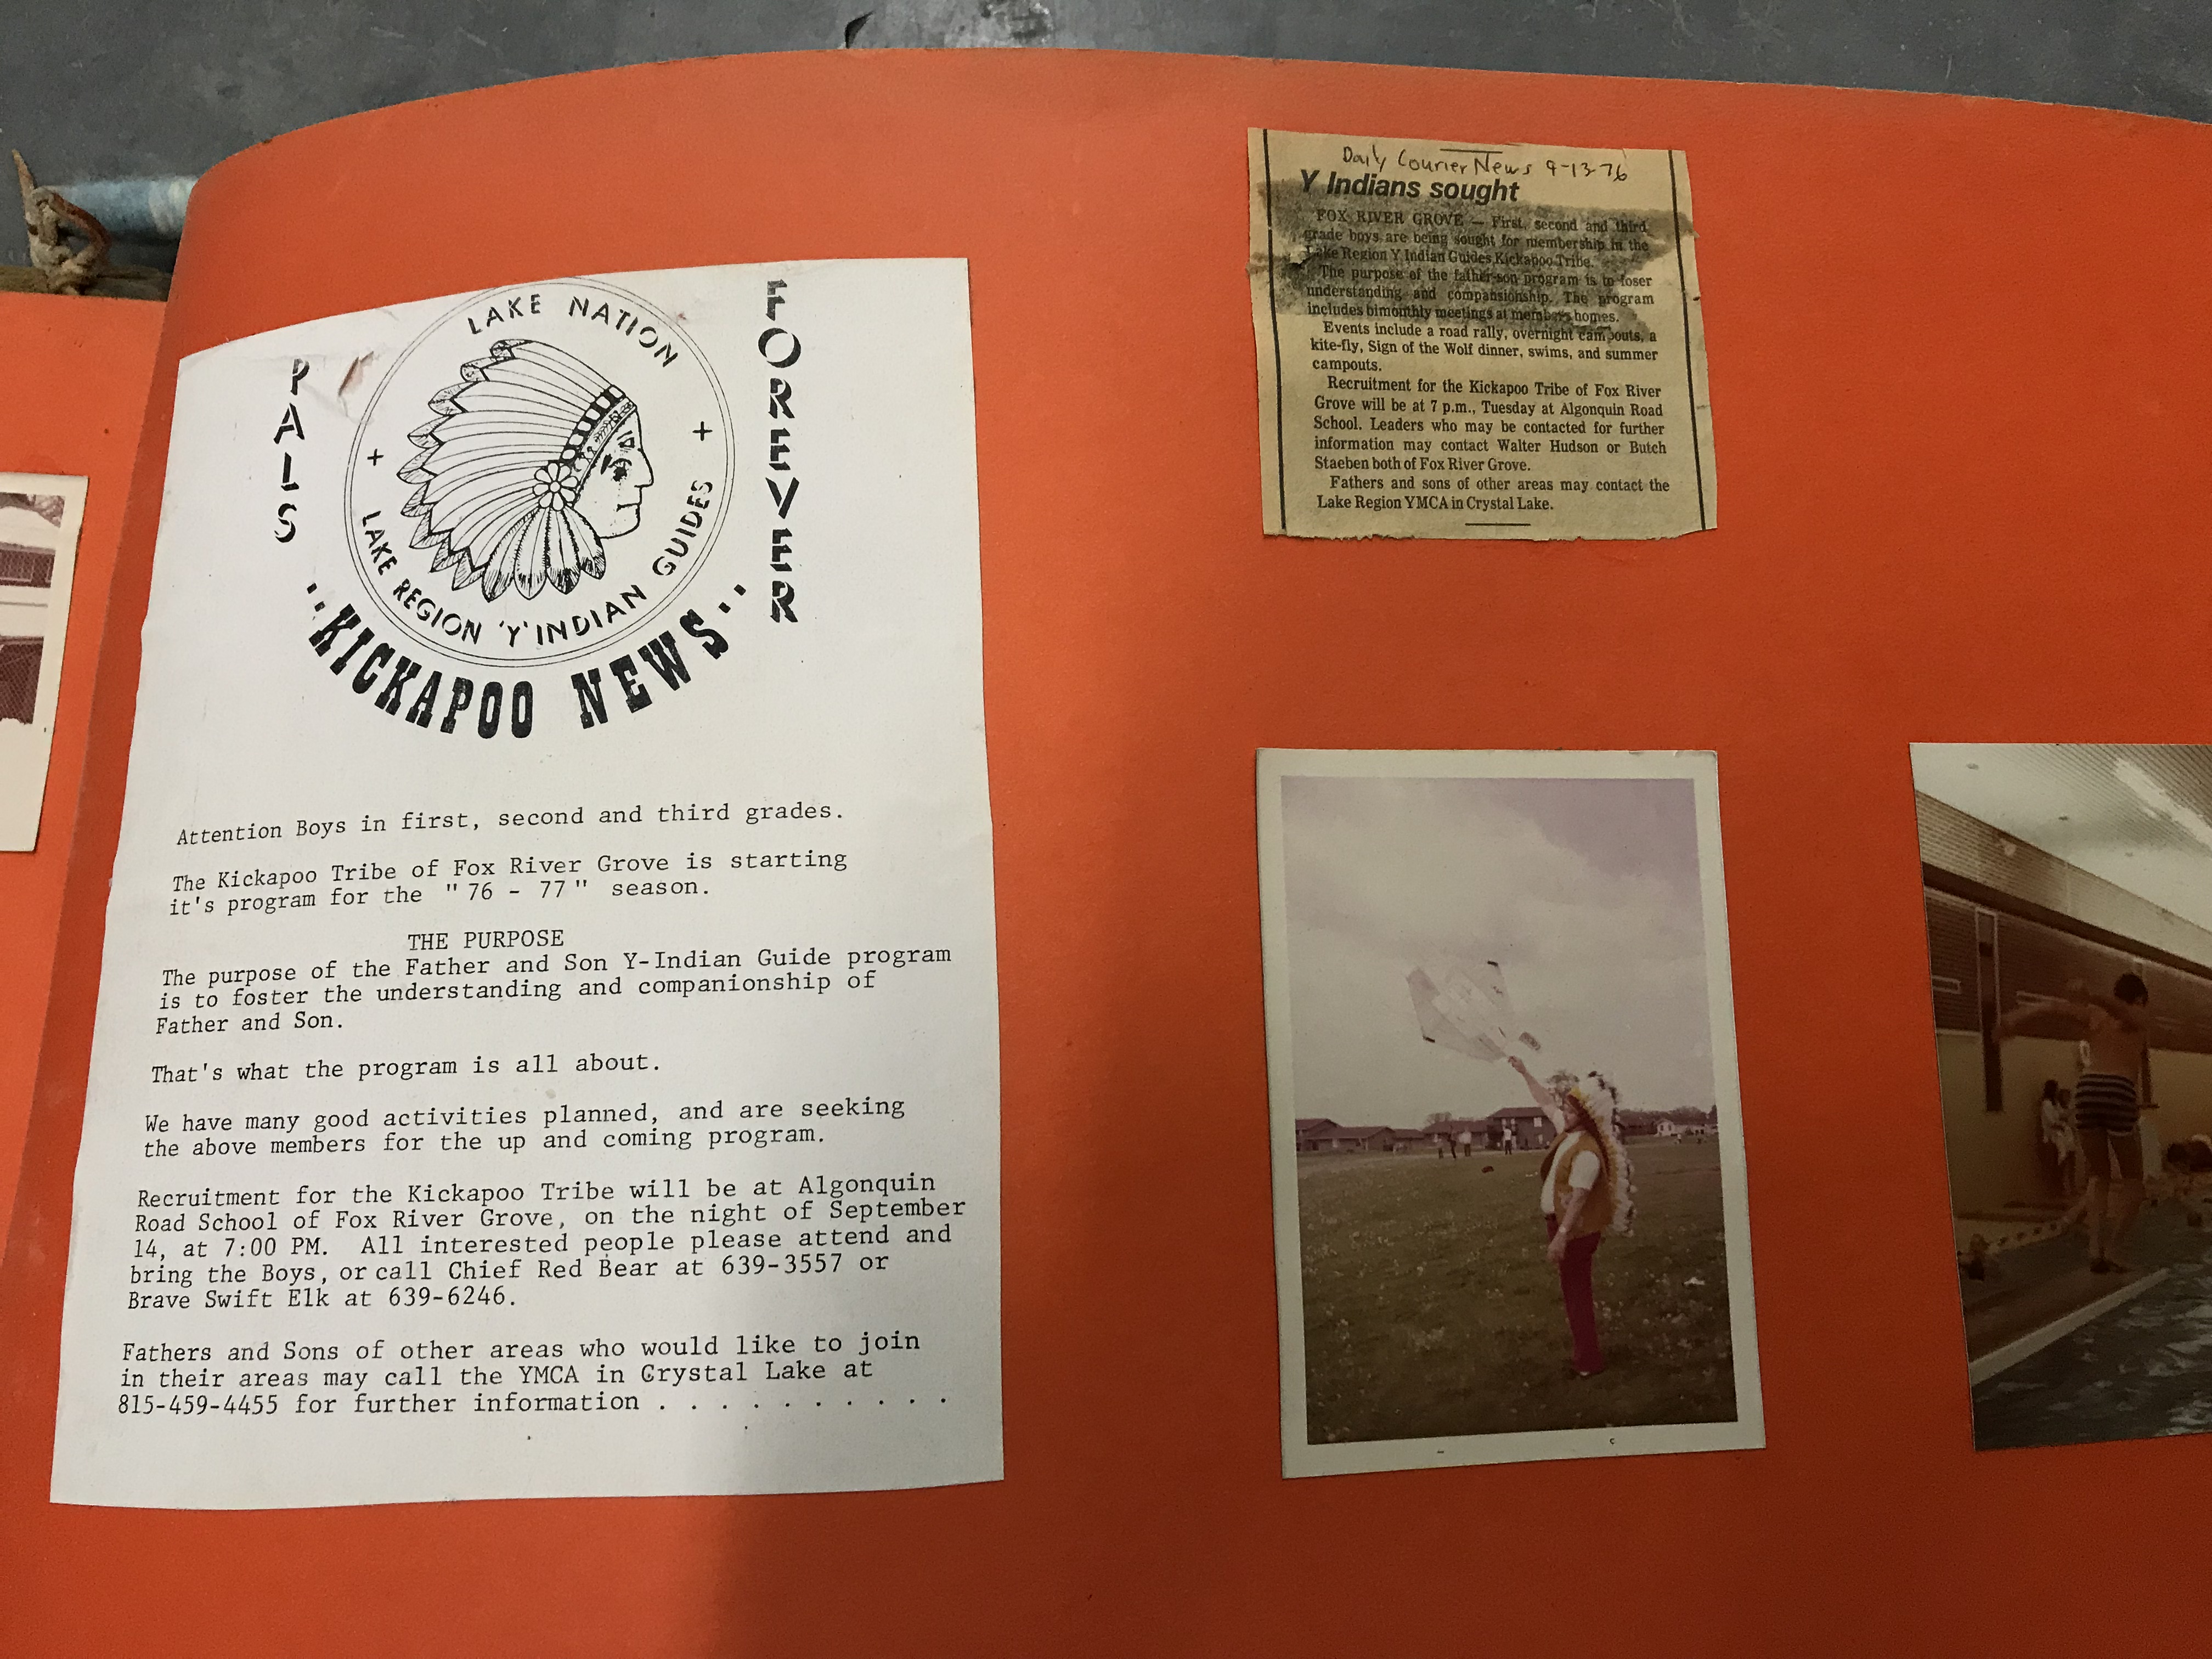 PALS
FOREVER
LAKE NATION
LAKE REGION 'Y' INDIAN GUIDES
··KICKAPOO NEWS··
Attention Boys in first, second and third grades.
The Kickapoo Tribe of Fox River Grove is starting
it's program for the "76 - 77" season.
THE PURPOSE
The purpose of the Father and Son Y-Indian Guide program
is to foster the understanding and companionship of
Father and Son.
That's what the program is all about.
We have many good activities planned, and are seeking
the above members for the up and coming program.
Recruitment for the Kickapoo Tribe will be at Algonquin
Road School of Fox River Grove, on the night of September
14, at 7:00 PM. All interested people please attend and
bring the Boys, or call Chief Red Bear at 639-3557 or
Brave Swift Elk at 639-6246.
Fathers and Sons of other areas who would like to join
in their areas may call the YMCA in Crystal Lake at
815-459-4455 for further information . . . . . . . . . .
Daily Courier News 9-13-76
Y Indians sought
FOX RIVER GROVE — First, second and third
grade boys are being sought for membership in the
Lake Region Y Indian Guides Kickapoo Tribe.
The purpose of the father-son program is to foser
understanding and compansionship. The program
includes bimonthly meetings at members homes.
Events include a road rally, overnight campouts, a
kite-fly, Sign of the Wolf dinner, swims, and summer
campouts.
Recruitment for the Kickapoo Tribe of Fox River
Grove will be at 7 p.m., Tuesday at Algonquin Road
School. Leaders who may be contacted for further
information may contact Walter Hudson or Butch
Staeben both of Fox River Grove.
Fathers and sons of other areas may contact the
Lake Region YMCA in Crystal Lake.